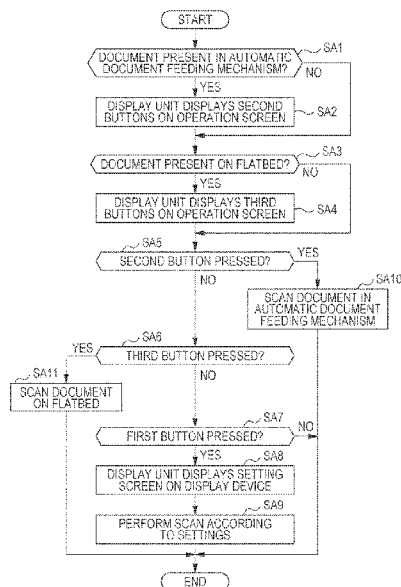 START
SA1
DOCUMENT PRESENT IN AUTOMATIC
DOCUMENT FEEDING MECHANISM?
NO
YES
DISPLAY UNIT DISPLAYS SECOND
BUTTONS ON OPERATION SCREEN
SA2
SA3
DOCUMENT PRESENT ON FLATBED?
NO
YES
DISPLAY UNIT DISPLAYS THIRD
BUTTONS ON OPERATION SCREEN
SA4
SA5
SECOND BUTTON PRESSED?
YES
NO
SA10
SCAN DOCUMENT IN
AUTOMATIC DOCUMENT
FEEDING MECHANISM
SA6
YES
THIRD BUTTON PRESSED?
NO
SA11
SCAN DOCUMENT
ON FLATBED
SA7
FIRST BUTTON PRESSED?
NO
YES
SA8
DISPLAY UNIT DISPLAYS SETTING
SCREEN ON DISPLAY DEVICE
SA9
PERFORM SCAN ACCORDING
TO SETTINGS
END